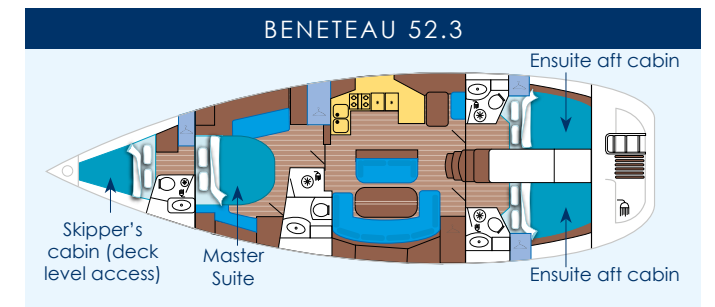 BENETEAU 52.3
Ensuite aft cabin
Skipper's
cabin (deck
level access)
Master
Suite
Ensuite aft cabin